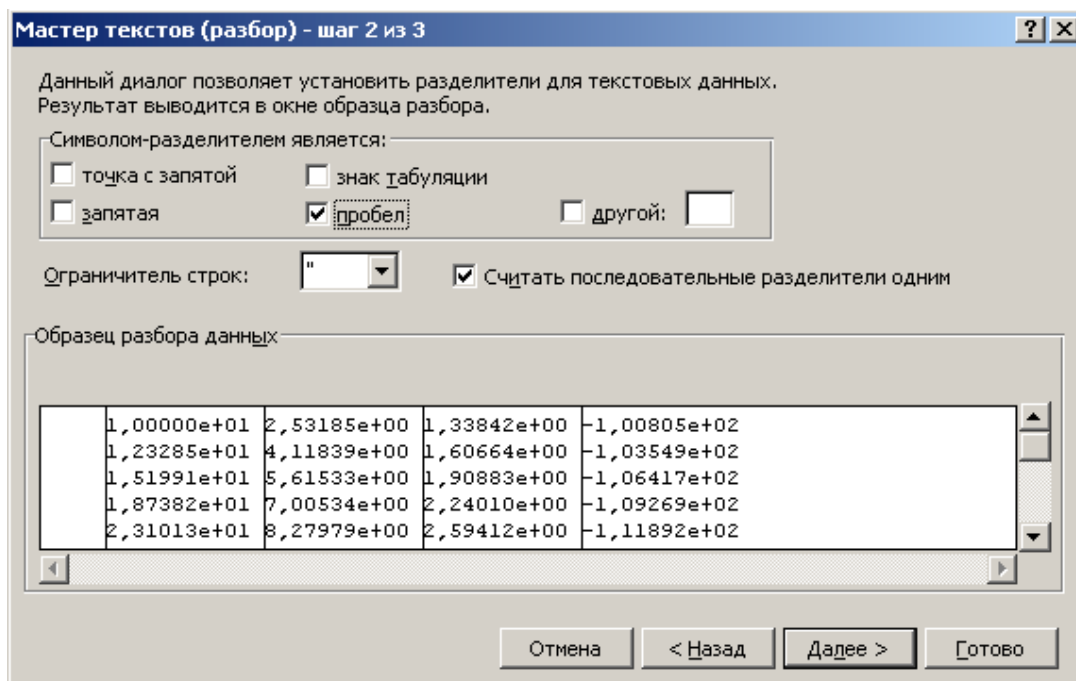 Мастер текстов (разбор) - шаг 2 из 3
Данный диалог позволяет установить разделители для текстовых данных.
Результат выводится в окне образца разбора.
Символом-разделителем является:
точка с запятой знак табуляции
запятая пробел другой:
Ограничитель строк: " Считать последовательные разделители одним
Образец разбора данных
1,00000e+01 2,53185e+00 1,33842e+00 -1,00805e+02
1,23285e+01 4,11839e+00 1,60664e+00 -1,03549e+02
1,51991e+01 5,61533e+00 1,90883e+00 -1,06417e+02
1,87382e+01 7,00534e+00 2,24010e+00 -1,09269e+02
2,31013e+01 8,27979e+00 2,59412e+00 -1,11892e+02
Отмена < Назад Далее > Готово